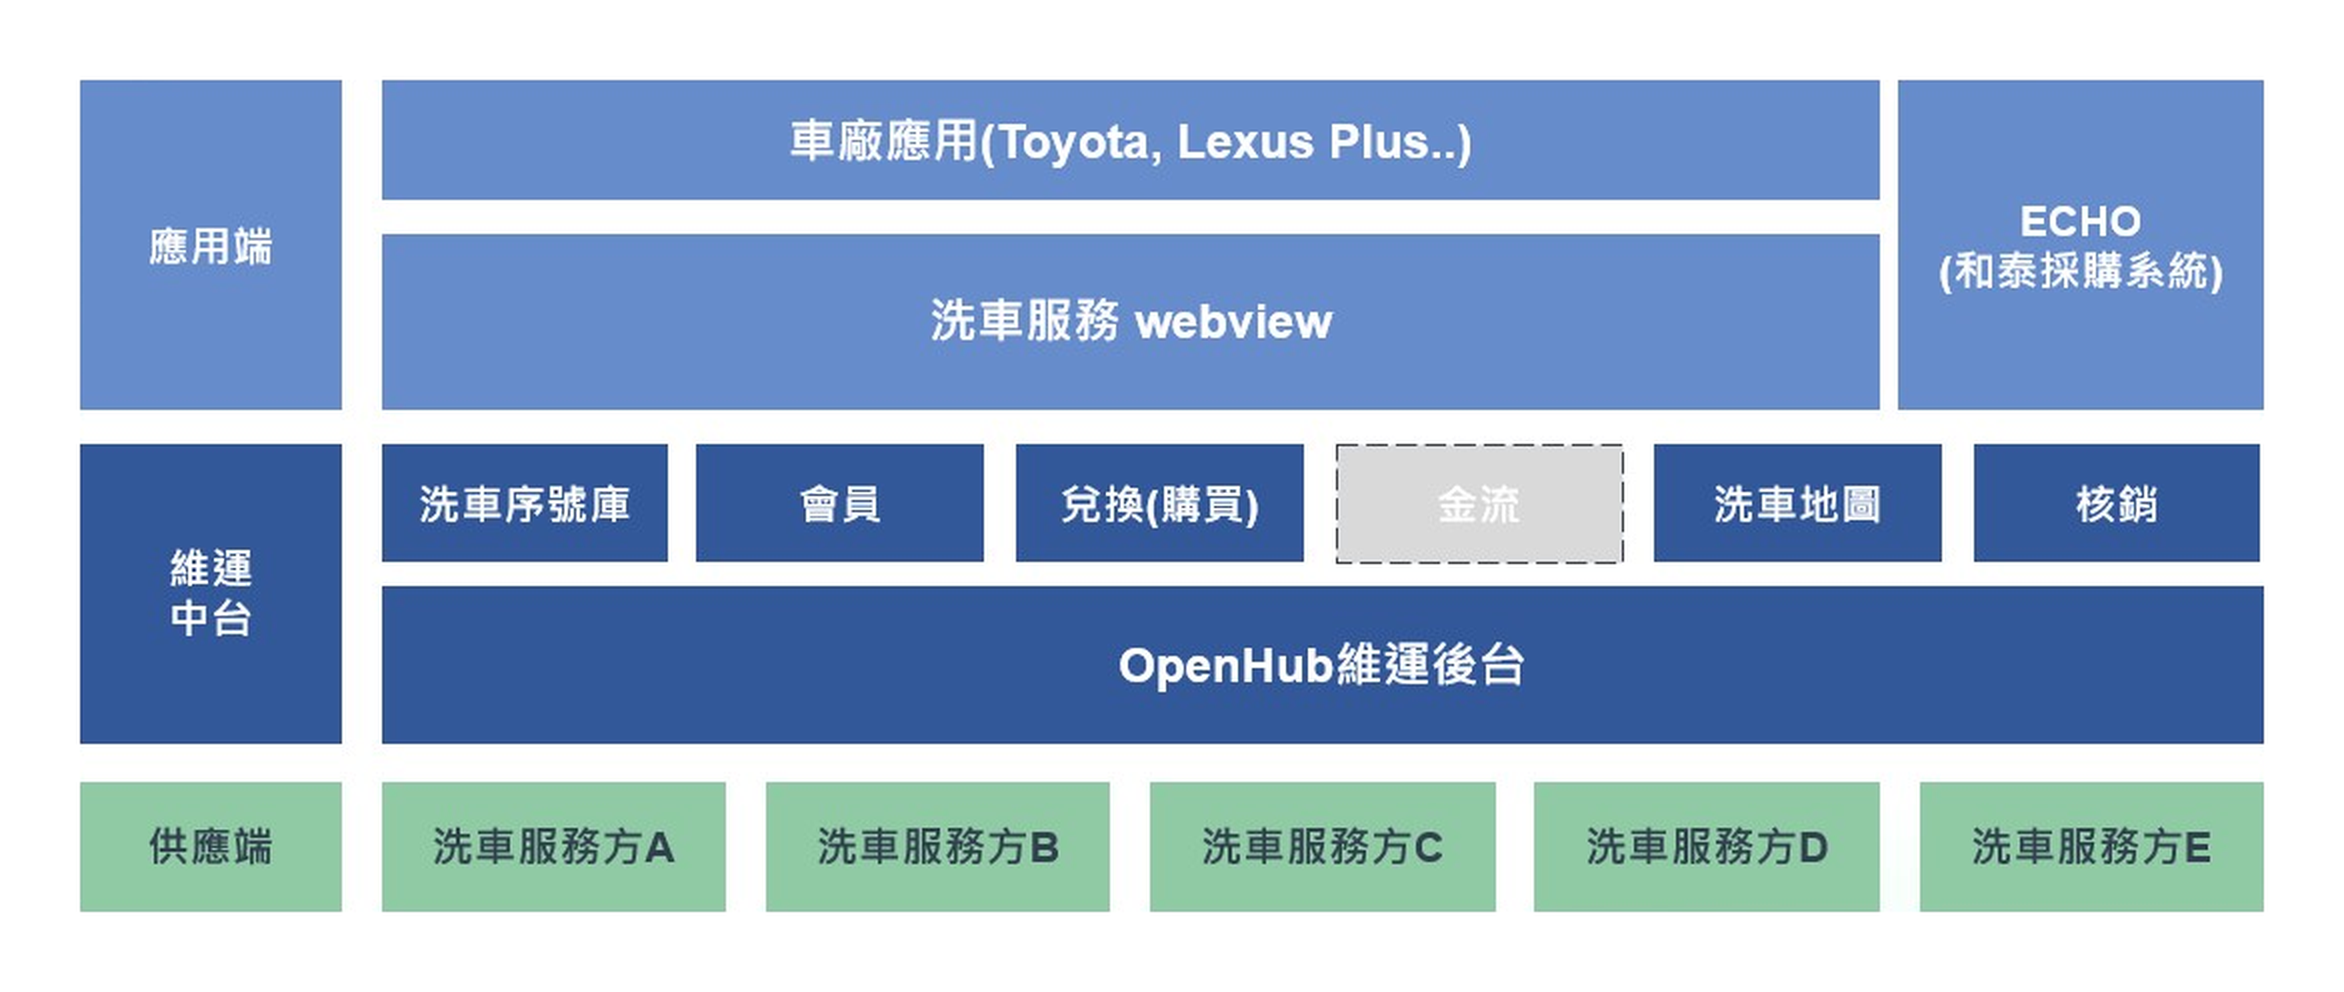 應用端
車廠應用(Toyota, Lexus Plus..)
洗車服務 webview
ECHO
(和泰採購系統)
維運
中台
洗車序號庫
會員
兌換(購買)
金流
洗車地圖
核銷
OpenHub維運後台
供應端
洗車服務方A
洗車服務方B
洗車服務方C
洗車服務方D
洗車服務方E